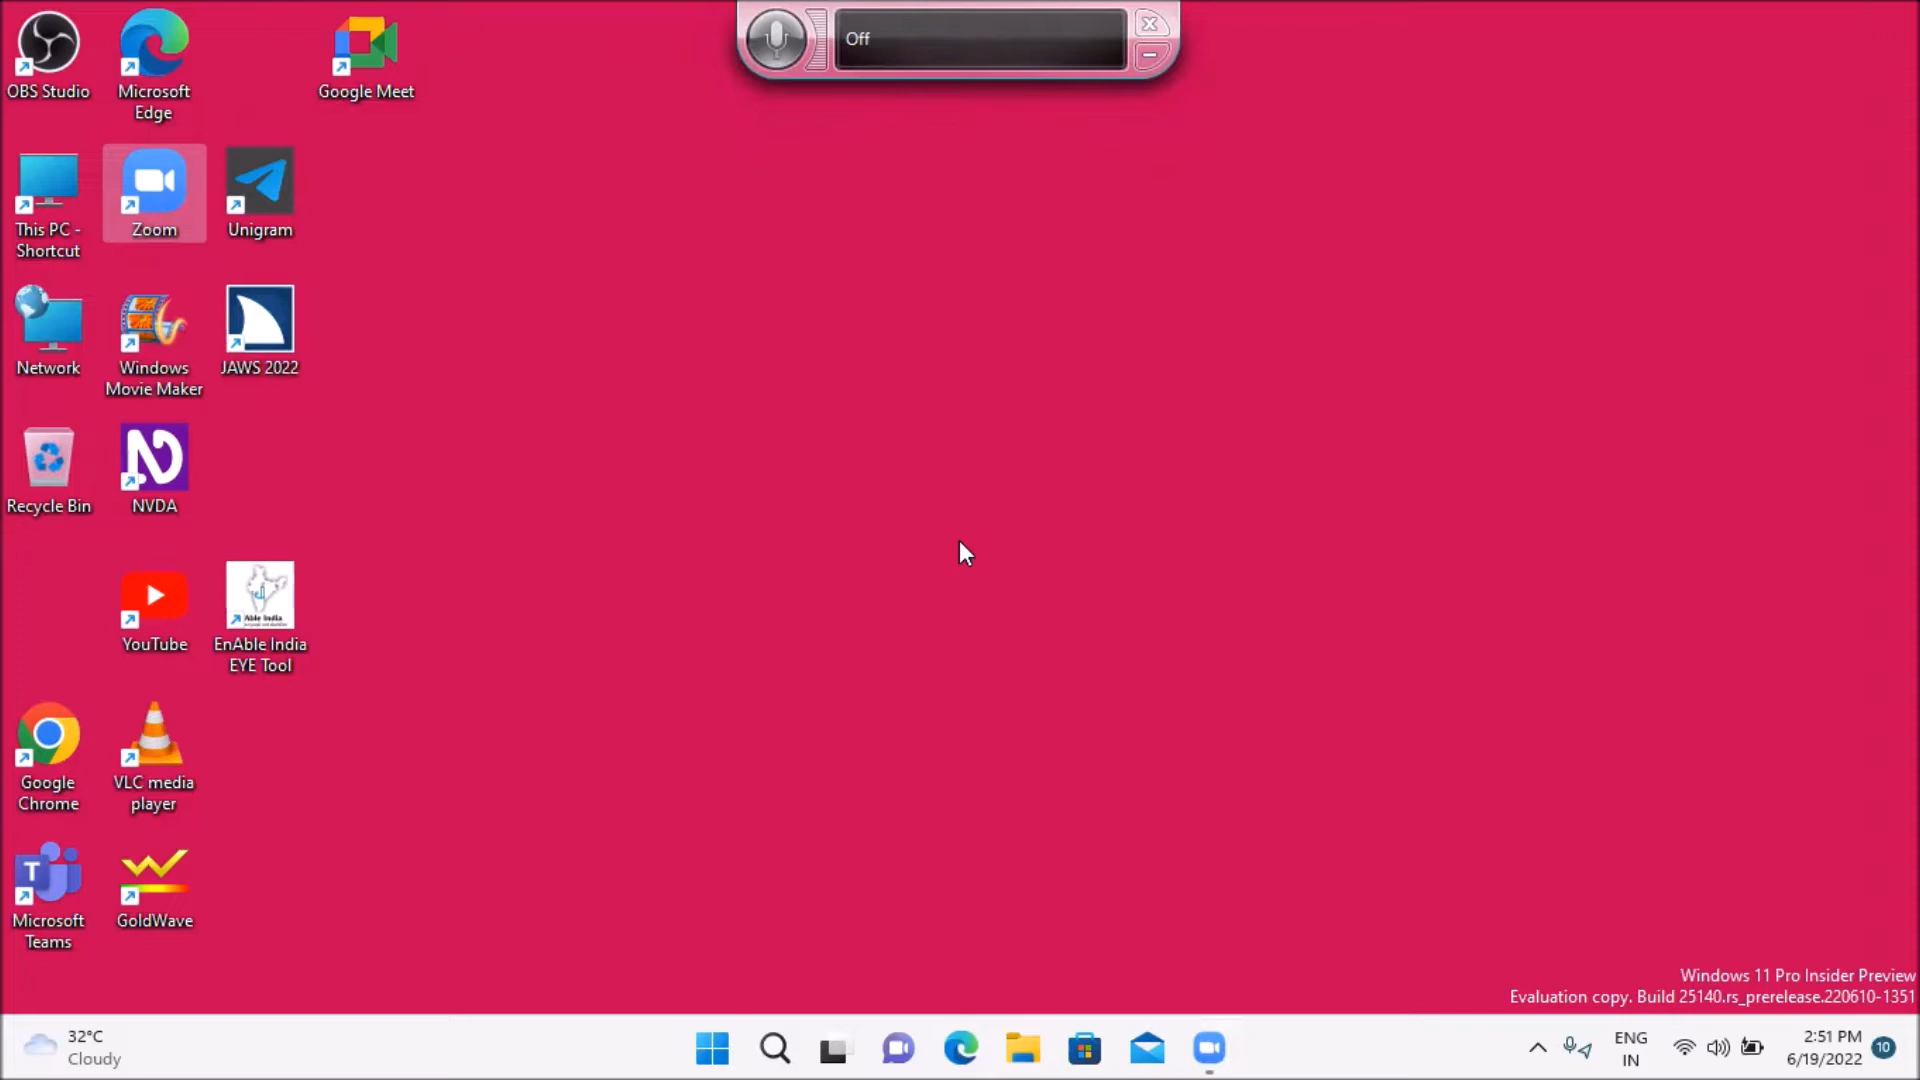 Off
OBS Studio
Microsoft
Edge
Google Meet
This PC -
Shortcut
Zoom
Unigram
Network
Windows
Movie Maker
JAWS 2022
Recycle Bin
NVDA
YouTube
Able India
EnAble India
EYE Tool
Google
Chrome
VLC media
player
T
Microsoft
Teams
GoldWave
Windows 11 Pro Insider Preview
Evaluation copy. Build 25140.rs_prerelease.220610-1351
32°C
Cloudy
ENG
IN
2:51 PM
6/19/2022
10